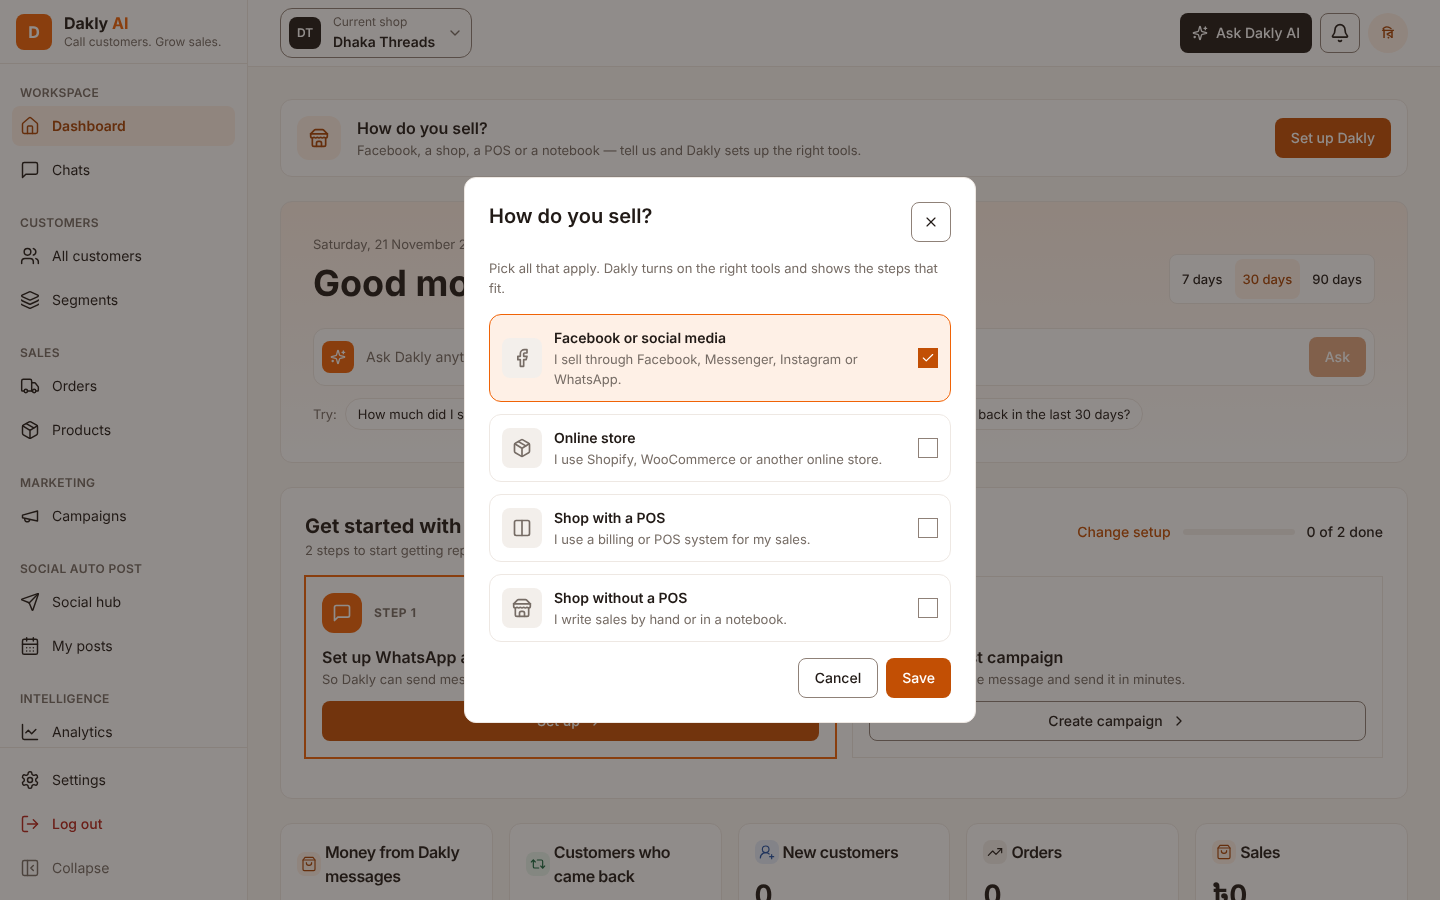 D
Dakly AI
Call customers. Grow sales.
WORKSPACE
Dashboard
Chats
CUSTOMERS
All customers
Segments
SALES
Orders
Products
MARKETING
Campaigns
SOCIAL AUTO POST
Social hub
My posts
INTELLIGENCE
Analytics
Settings
Log out
Collapse
DT
Current shop
Dhaka Threads
Ask Dakly AI
রি
How do you sell?
Facebook, a shop, a POS or a notebook — tell us and Dakly sets up the right tools.
Set up Dakly
Saturday, 21 November
Good mo
7 days
30 days
90 days
Ask Dakly anyt
Ask
Try:
How much did I s
back in the last 30 days?
Get started with
2 steps to start getting rep
Change setup
0 of 2 done
STEP 1
Set up WhatsApp
So Dakly can send mes
Set up
t campaign
e message and send it in minutes.
Create campaign
How do you sell?
Pick all that apply. Dakly turns on the right tools and shows the steps that
fit.
Facebook or social media
I sell through Facebook, Messenger, Instagram or
WhatsApp.
Online store
I use Shopify, WooCommerce or another online store.
Shop with a POS
I use a billing or POS system for my sales.
Shop without a POS
I write sales by hand or in a notebook.
Cancel
Save
Money from Dakly
messages
Customers who
came back
New customers
0
Orders
0
Sales
৳0